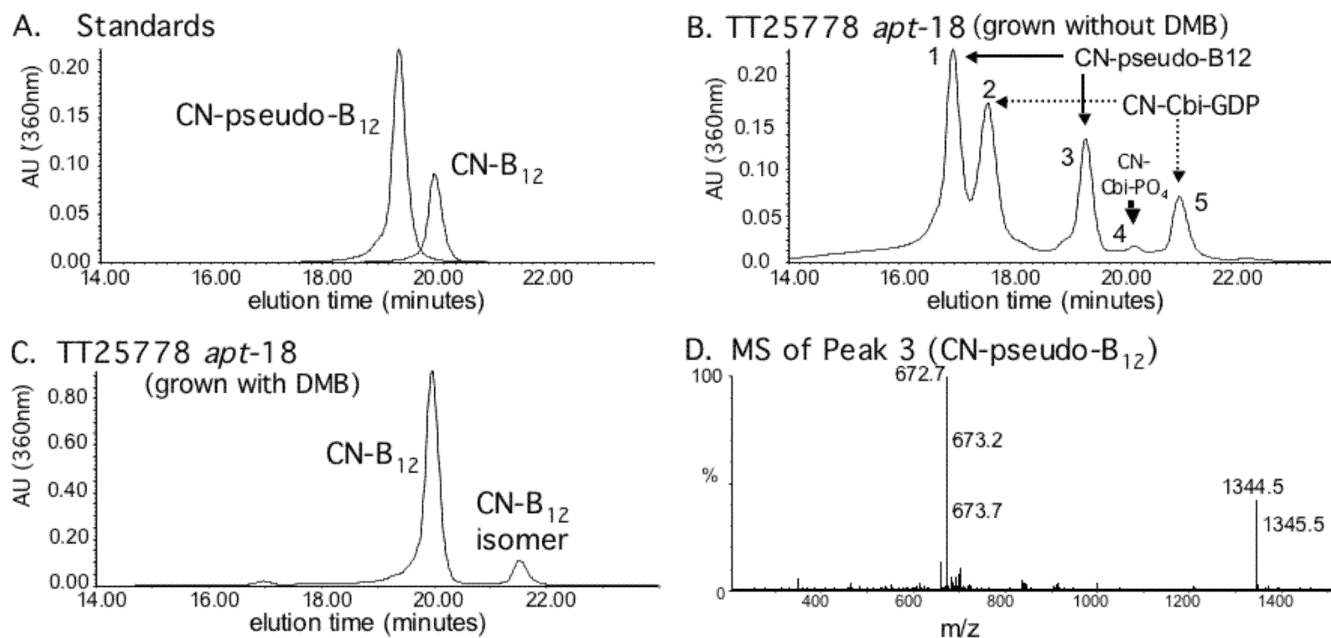 A. Standards
AU (360nm)
0.20
0.15
0.10
0.05
0.00
CN-pseudo-B12
CN-B12
14.00 16.00 18.00 20.00 22.00
elution time (minutes)
B. TT25778 apt-18 (grown without DMB)
AU (360nm)
0.20
0.15
0.10
0.05
0.00
1
2
3
4
5
CN-pseudo-B12
CN-Cbi-GDP
CN-
Cbi-PO4
14.00 16.00 18.00 20.00 22.00
elution time (minutes)
C. TT25778 apt-18
(grown with DMB)
AU (360nm)
0.80
0.60
0.40
0.20
0.00
CN-B12
CN-B12
isomer
14.00 16.00 18.00 20.00 22.00
elution time (minutes)
D. MS of Peak 3 (CN-pseudo-B12)
100
%
0
672.7
673.2
673.7
1344.5
1345.5
400 600 800 1000 1200 1400
m/z